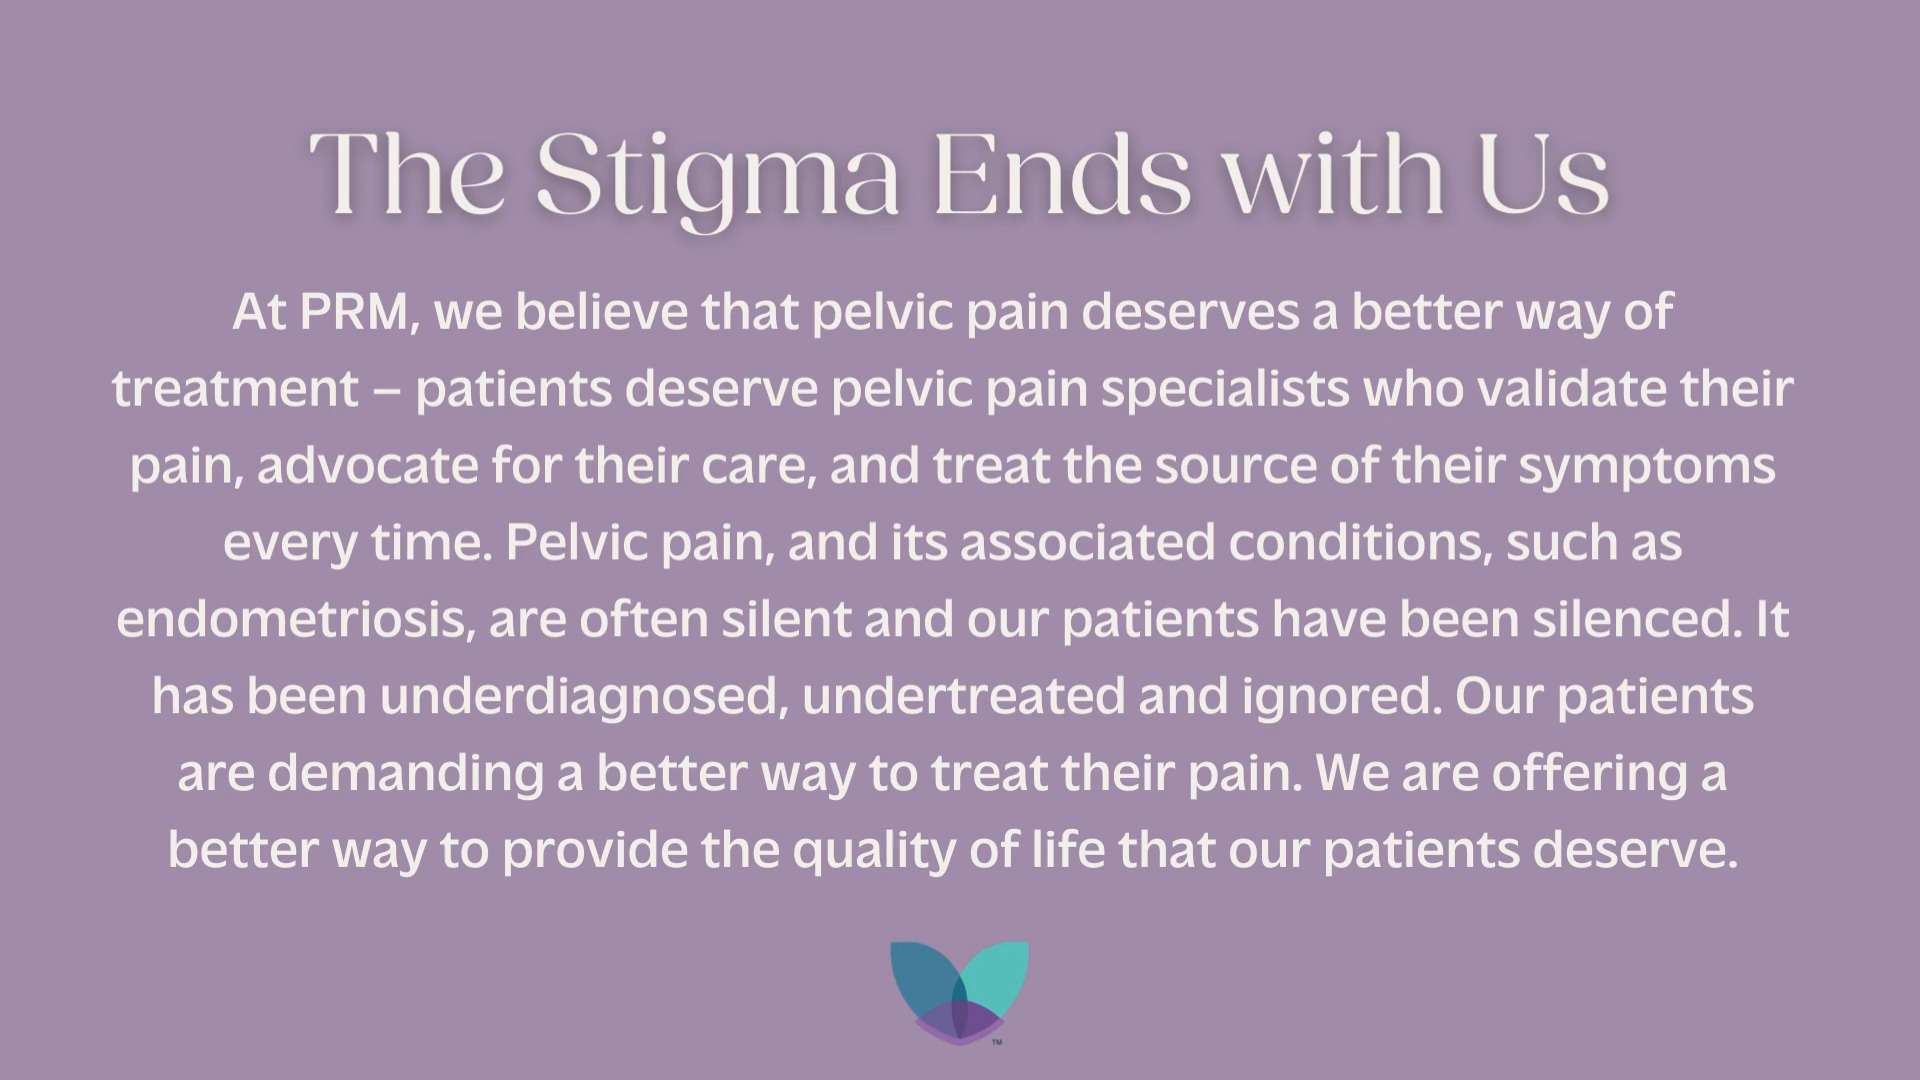 The Stigma Ends with Us
At PRM, we believe that pelvic pain deserves a better way of
treatment – patients deserve pelvic pain specialists who validate their
pain, advocate for their care, and treat the source of their symptoms
every time. Pelvic pain, and its associated conditions, such as
endometriosis, are often silent and our patients have been silenced. It
has been underdiagnosed, undertreated and ignored. Our patients
are demanding a better way to treat their pain. We are offering a
better way to provide the quality of life that our patients deserve.
TM